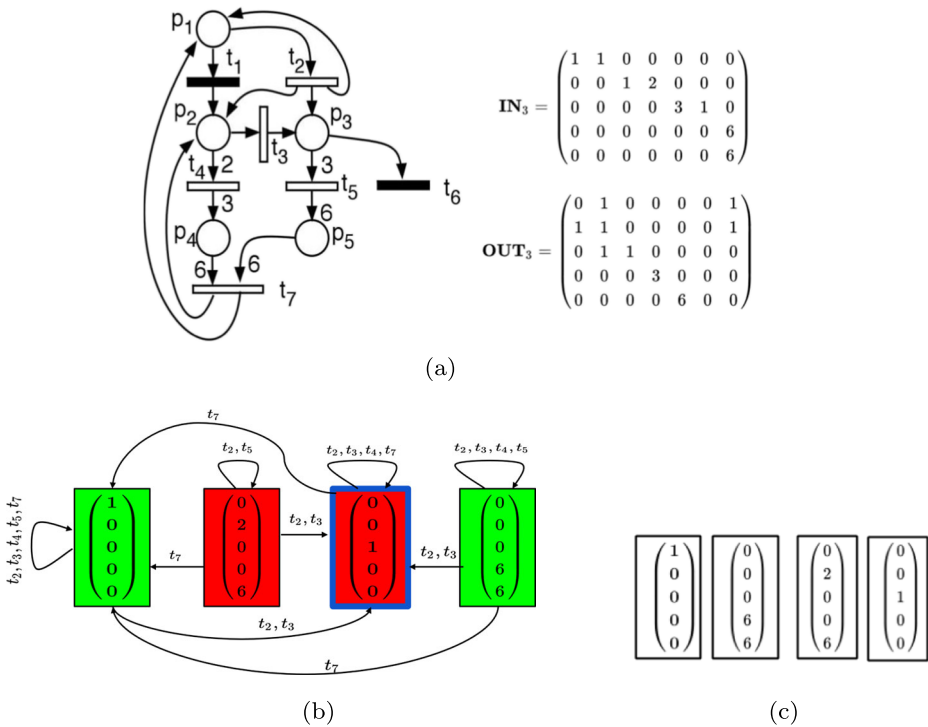 (a)
p₁
t₁
t₂
p₂
p₃
t₃
t₄ 2
3 t₅
t₆
3
6
p₄
p₅
6
6
t₇
IN₃ =
1 1 0 0 0 0 0
0 0 1 2 0 0 0
0 0 0 0 3 1 0
0 0 0 0 0 0 6
0 0 0 0 0 0 6
OUT₃ =
0 1 0 0 0 0 1
1 1 0 0 0 0 1
0 1 1 0 0 0 0
0 0 0 3 0 0 0
0 0 0 0 6 0 0
(a)
t₇
t₂, t₅
t₂, t₃, t₄, t₇
t₂, t₃, t₄, t₅
t₂, t₃, t₄, t₅, t₇
1
0
0
0
0
t₇
0
2
0
0
6
t₂, t₃
0
0
1
0
0
t₂, t₃
0
0
0
6
6
t₂, t₃
t₇
(b)
1
0
0
0
0
0
0
0
6
6
0
2
0
0
6
0
0
1
0
0
(c)